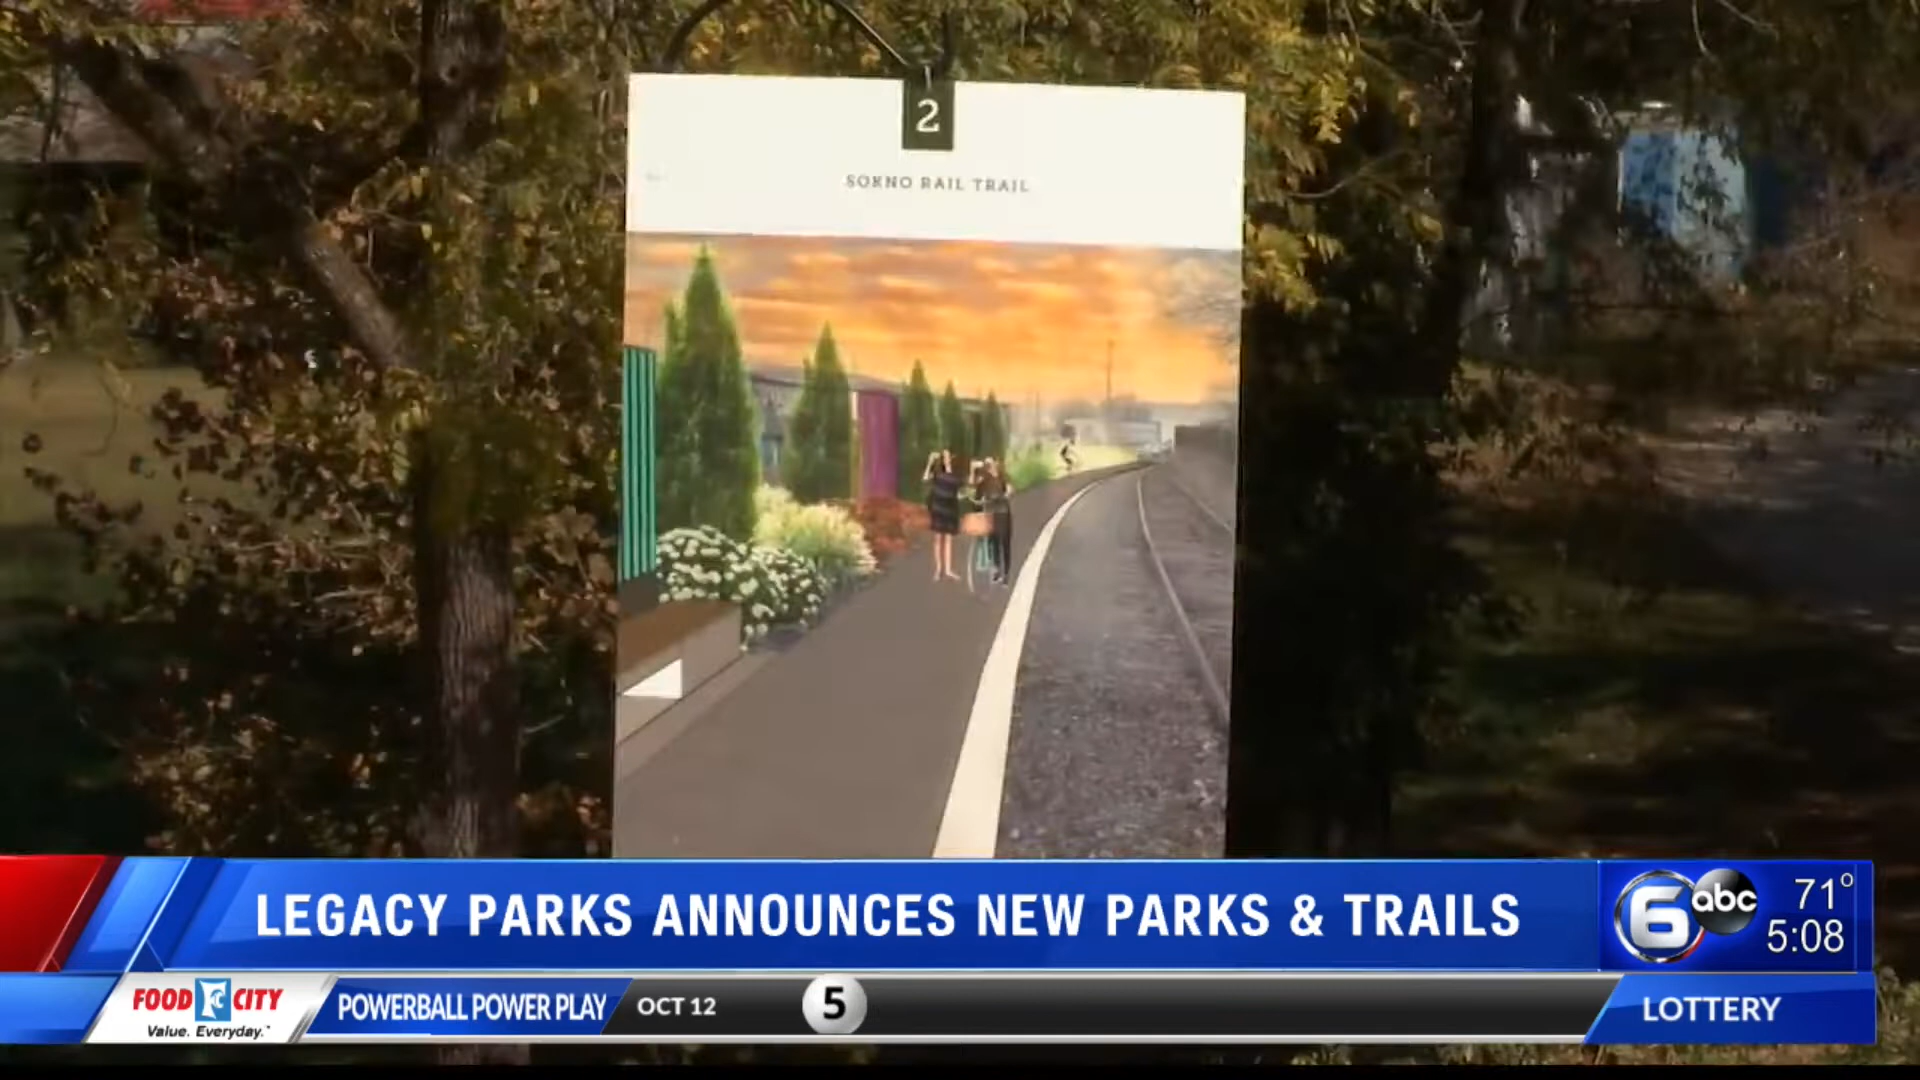 2
SOKNO RAIL TRAIL
LEGACY PARKS ANNOUNCES NEW PARKS & TRAILS
6 abc
71°
5:08
FOOD FC CITY
Value. Everyday.
POWERBALL POWER PLAY
OCT 12
5
LOTTERY